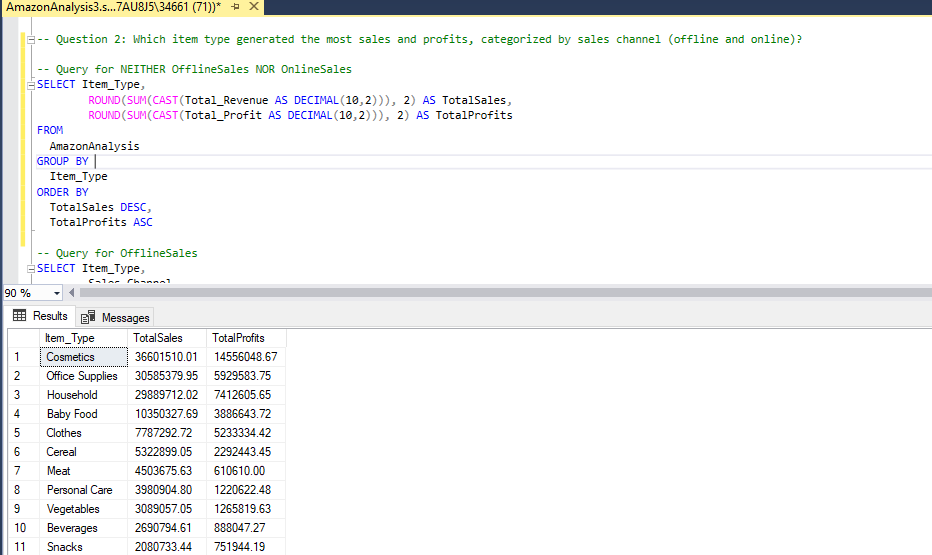 AmazonAnalysis3.s...7AU8J5\34661 (71))*
-- Question 2: Which item type generated the most sales and profits, categorized by sales channel (offline and online)?
-- Query for NEITHER OfflineSales NOR OnlineSales
SELECT Item_Type,
ROUND(SUM(CAST(Total_Revenue AS DECIMAL(10,2))), 2) AS TotalSales,
ROUND(SUM(CAST(Total_Profit AS DECIMAL(10,2))), 2) AS TotalProfits
FROM
AmazonAnalysis
GROUP BY
Item_Type
ORDER BY
TotalSales DESC,
TotalProfits ASC
-- Query for OfflineSales
SELECT Item_Type,
Sales_Channel
90 %
Results Messages
Item_Type TotalSales TotalProfits
1 Cosmetics 36601510.01 14556048.67
2 Office Supplies 30585379.95 5929583.75
3 Household 29889712.02 7412605.65
4 Baby Food 10350327.69 3886643.72
5 Clothes 7787292.72 5233334.42
6 Cereal 5322899.05 2292443.45
7 Meat 4503675.63 610610.00
8 Personal Care 3980904.80 1220622.48
9 Vegetables 3089057.05 1265819.63
10 Beverages 2690794.61 888047.27
11 Snacks 2080733.44 751944.19